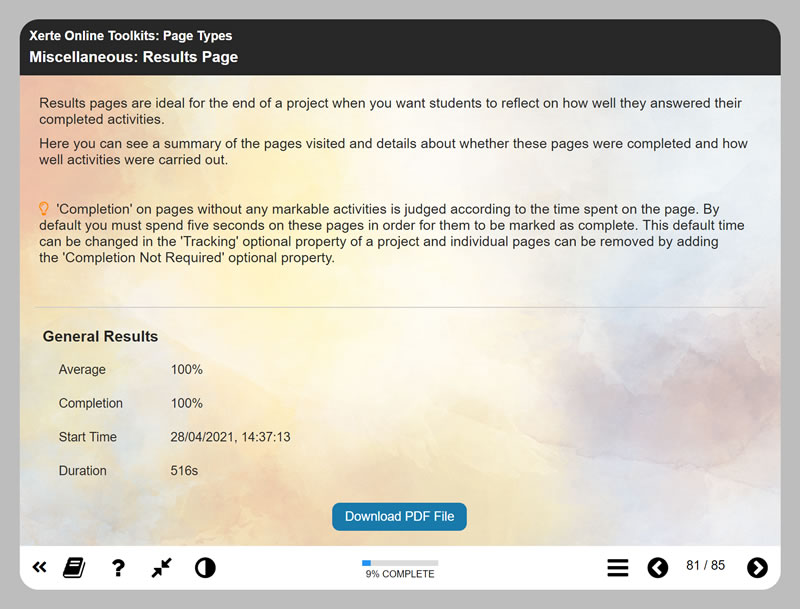 Xerte Online Toolkits: Page Types
Miscellaneous: Results Page
Results pages are ideal for the end of a project when you want students to reflect on how well they answered their
completed activities.
Here you can see a summary of the pages visited and details about whether these pages were completed and how
well activities were carried out.
'Completion' on pages without any markable activities is judged according to the time spent on the page. By
default you must spend five seconds on these pages in order for them to be marked as complete. This default time
can be changed in the 'Tracking' optional property of a project and individual pages can be removed by adding
the 'Completion Not Required' optional property.
General Results
Average 100%
Completion 100%
Start Time 28/04/2021, 14:37:13
Duration 516s
Download PDF File
9% COMPLETE
81 / 85